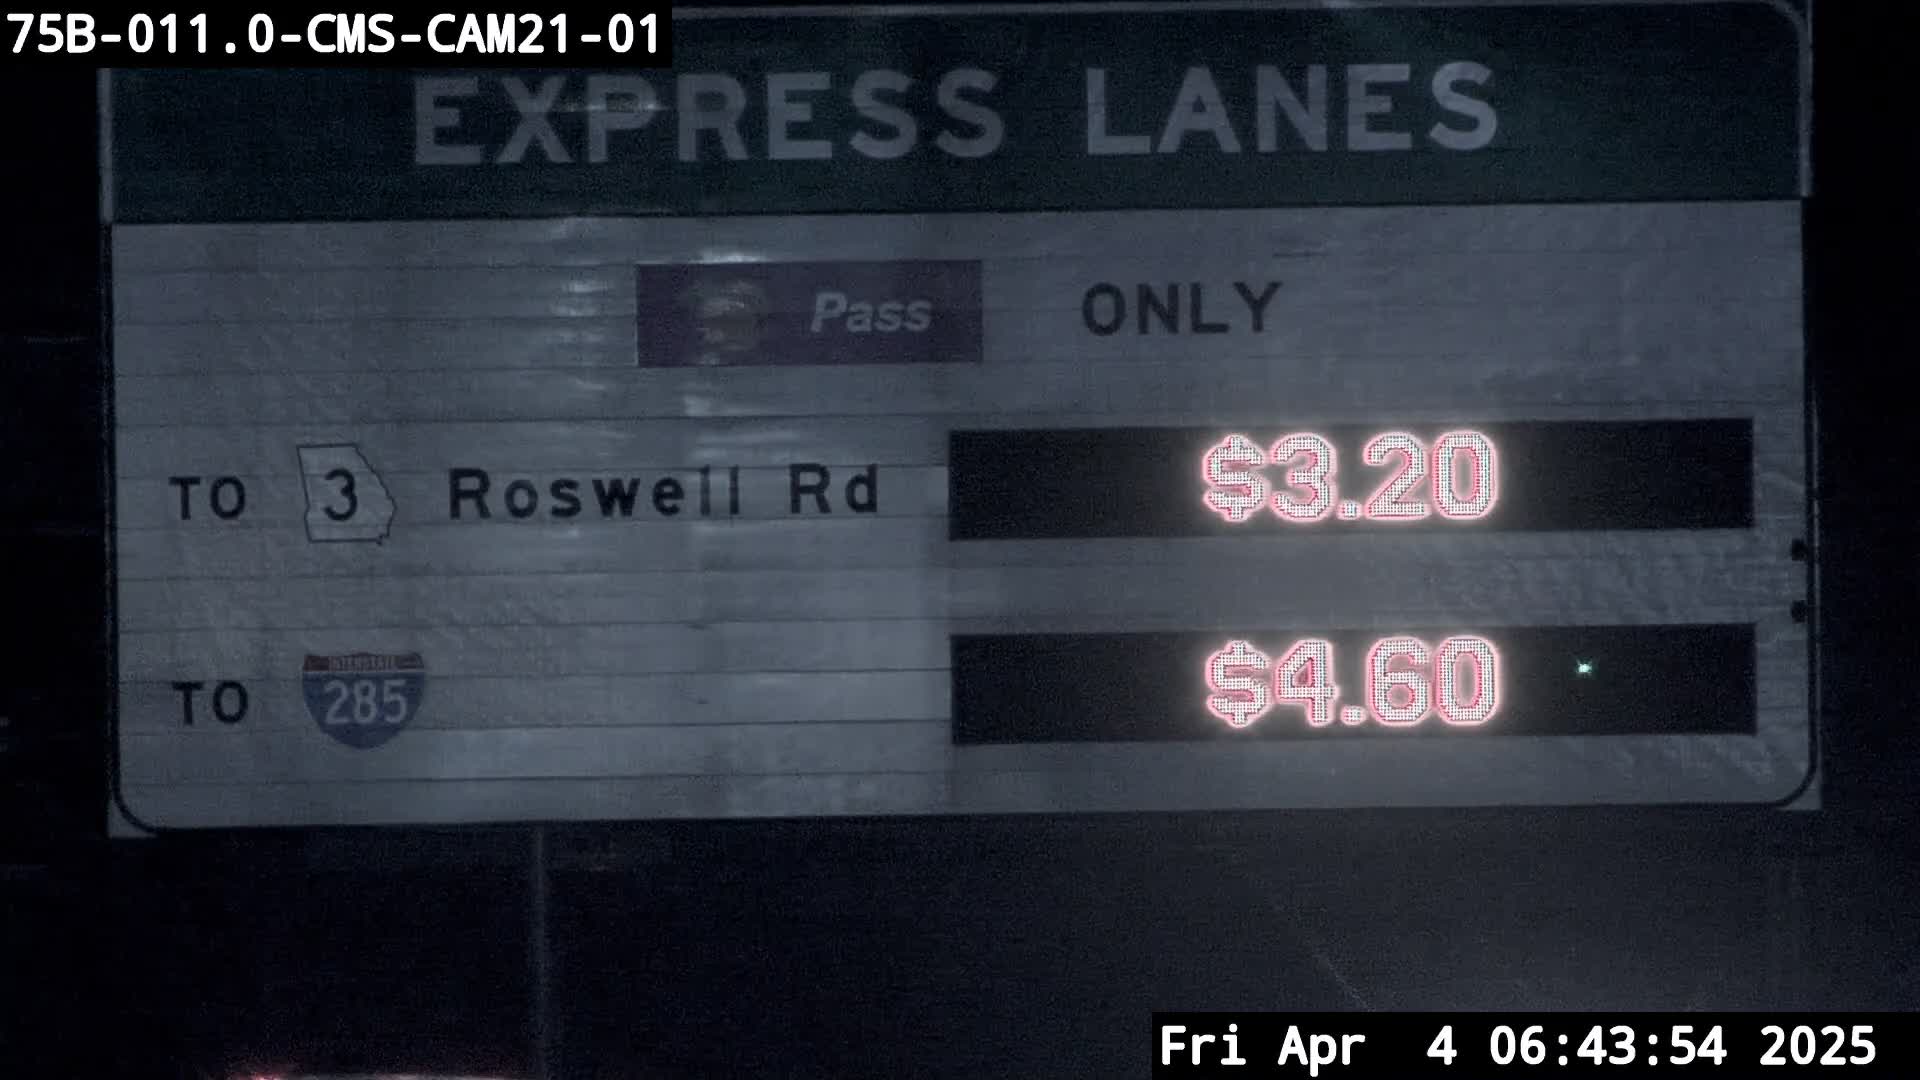 75B-011.0-CMS-CAM21-01
EXPRESS LANES
Pass ONLY
TO 3 Roswell Rd $3.20
TO INTERSTATE 285 $4.60
Fri Apr 4 06:43:54 2025